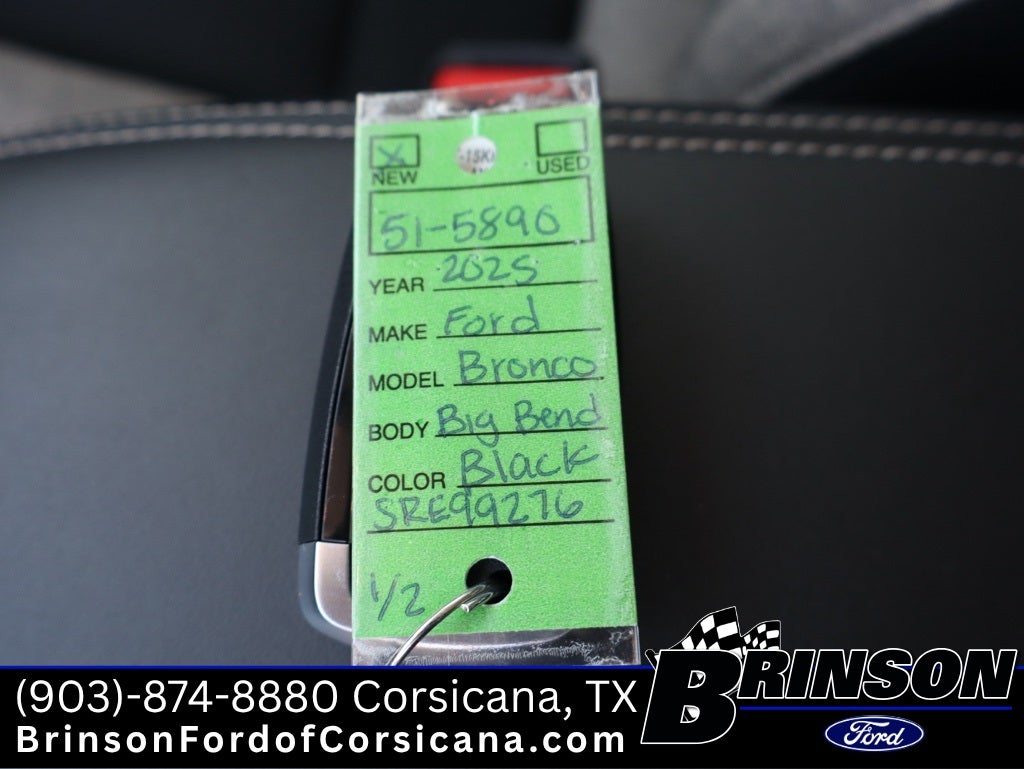 NEW
USED
51-5890
YEAR 2025
MAKE Ford
MODEL Bronco
BODY Big Bend
COLOR Black
SRE99276
1/2
(903)-874-8880 Corsicana, TX
BrinsonFordofCorsicana.com
BRINSON
Ford